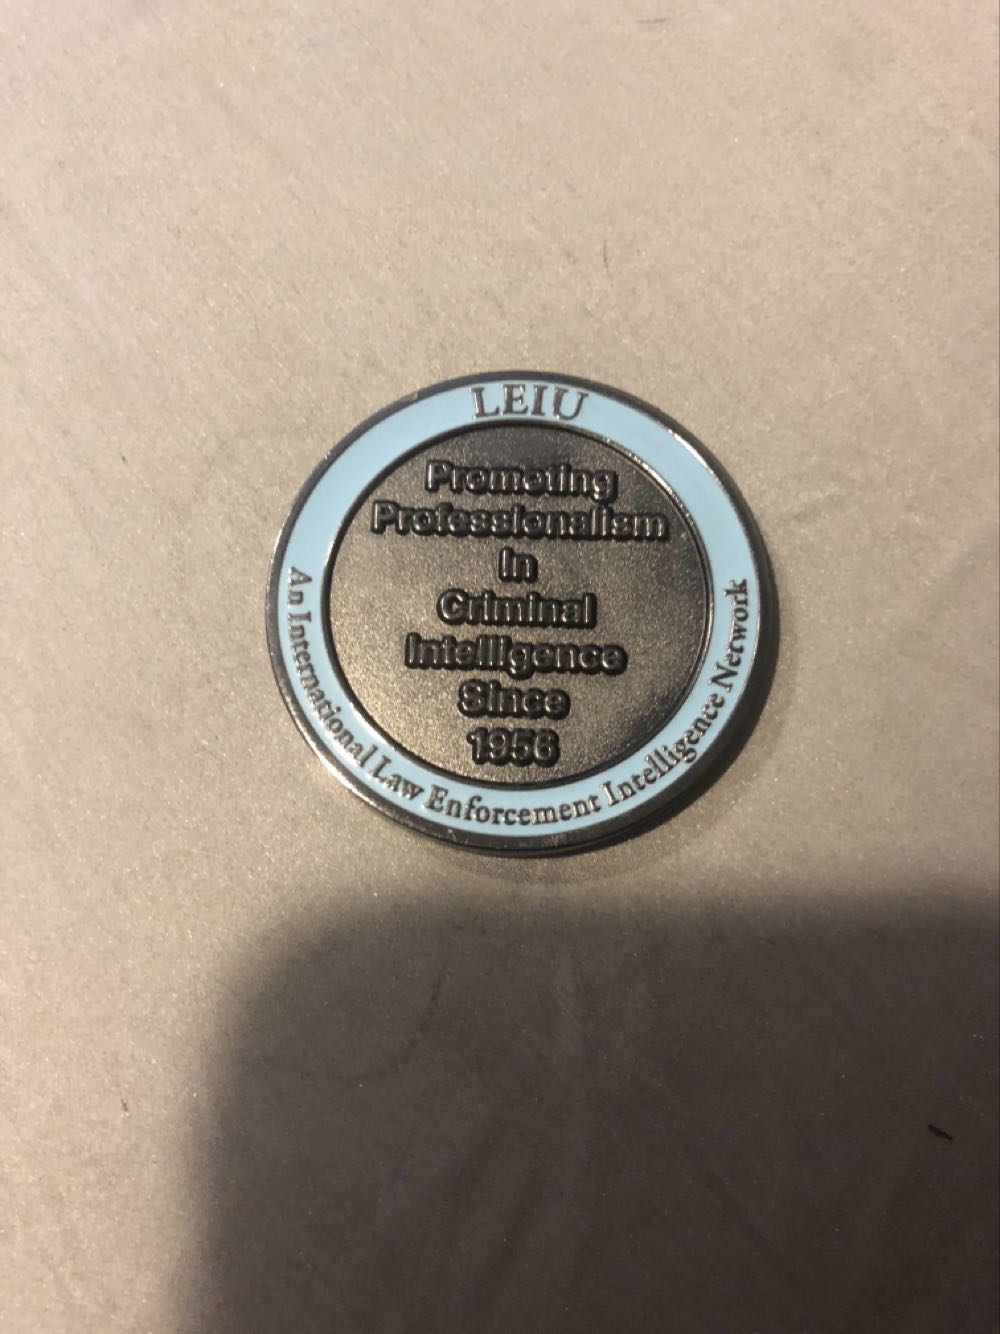 LEIU
Promoting
Professionalism
In
Criminal
Intelligence
Since
1956
An International Law Enforcement Intelligence Network